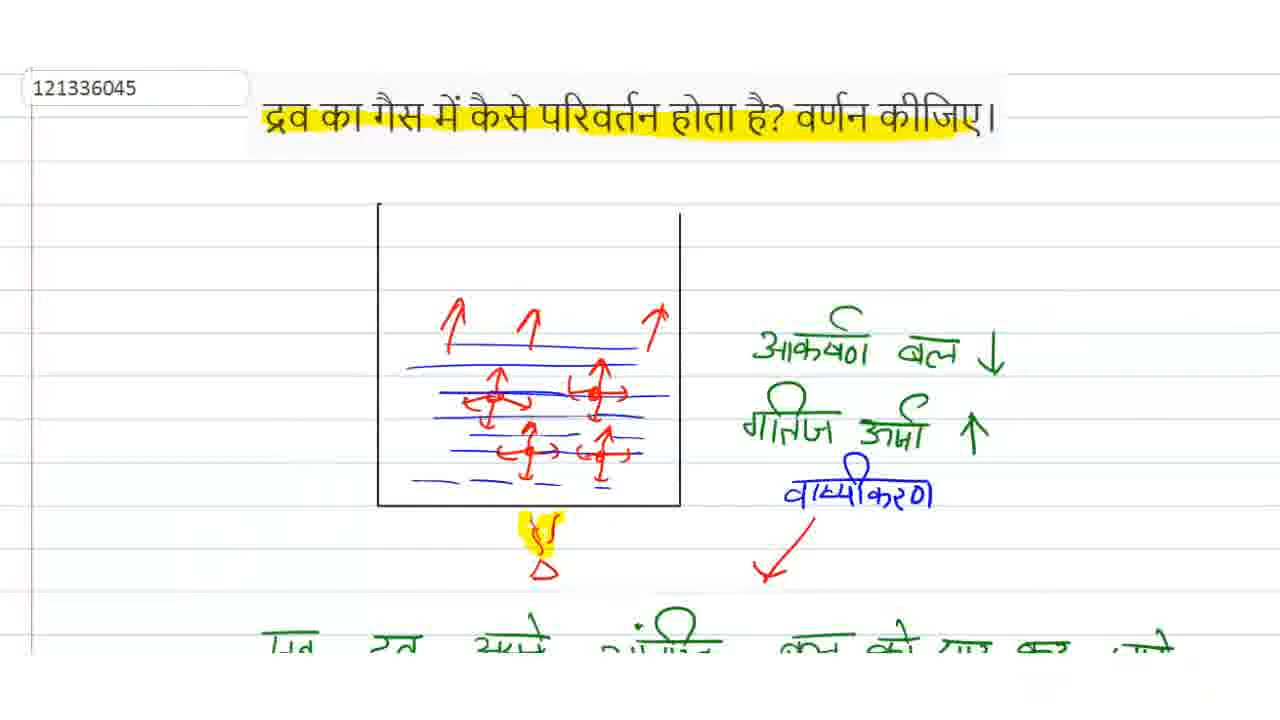 121336045
द्रव का गैस में कैसे परिवर्तन होता है? वर्णन कीजिए।
आकर्षण बल ↓
गतिज ऊर्जा ↑
वाष्पीकरण